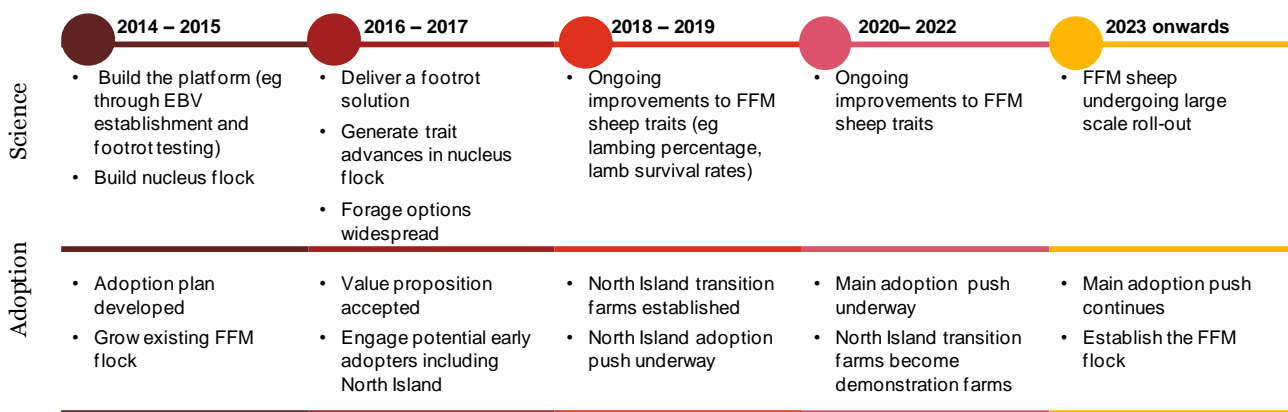 2014 – 2015
2016 – 2017
2018 – 2019
2020– 2022
2023 onwards
Science
• Build the platform (eg
through EBV
establishment and
footrot testing)
• Build nucleus flock
• Deliver a footrot
solution
• Generate trait
advances in nucleus
flock
• Forage options
widespread
• Ongoing
improvements to FFM
sheep traits (eg
lambing percentage,
lamb survival rates)
• Ongoing
improvements to FFM
sheep traits
• FFM sheep
undergoing large
scale roll-out
Adoption
• Adoption plan
developed
• Grow existing FFM
flock
• Value proposition
accepted
• Engage potential early
adopters including
North Island
• North Island transition
farms established
• North Island adoption
push underway
• Main adoption push
underway
• North Island transition
farms become
demonstration farms
• Main adoption push
continues
• Establish the FFM
flock